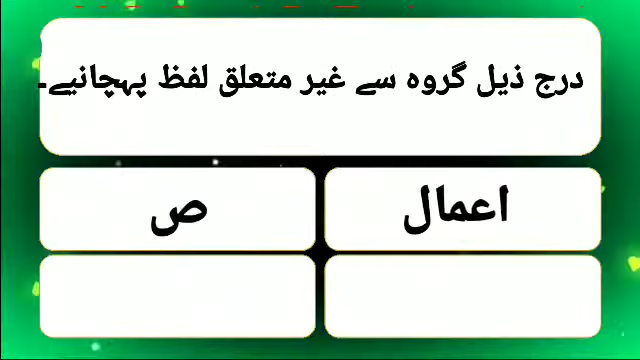 درج ذیل گروہ سے غیر متعلق لفظ پہچانیے۔
اعمال
ص